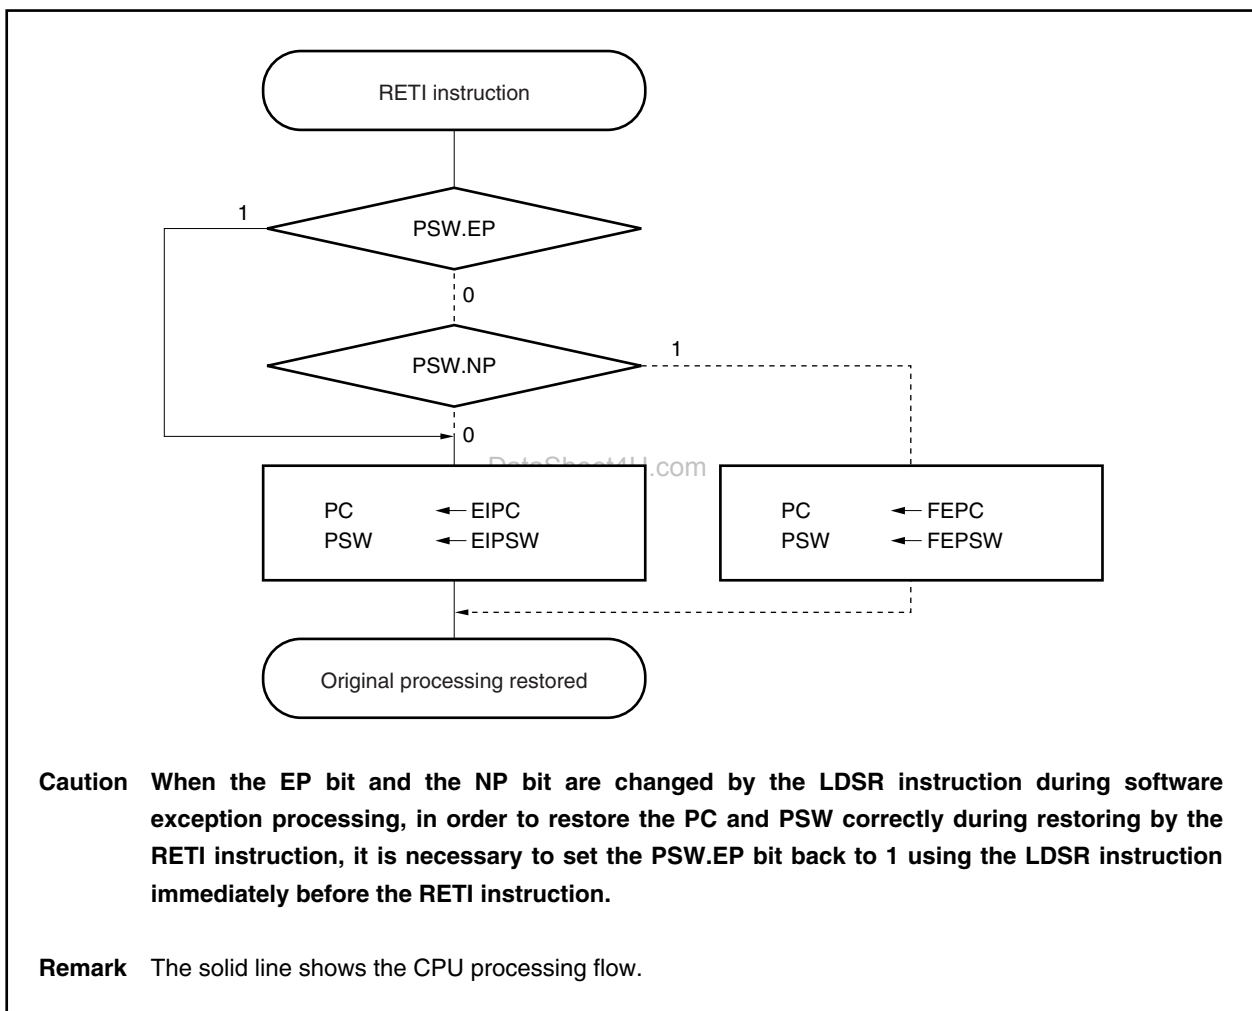 RETI instruction
1
PSW.EP
0
1
PSW.NP
0
DataSheet4U.com
PC ← EIPC
PSW ← EIPSW
PC ← FEPC
PSW ← FEPSW
Original processing restored
Caution When the EP bit and the NP bit are changed by the LDSR instruction during software
exception processing, in order to restore the PC and PSW correctly during restoring by the
RETI instruction, it is necessary to set the PSW.EP bit back to 1 using the LDSR instruction
immediately before the RETI instruction.
Remark The solid line shows the CPU processing flow.